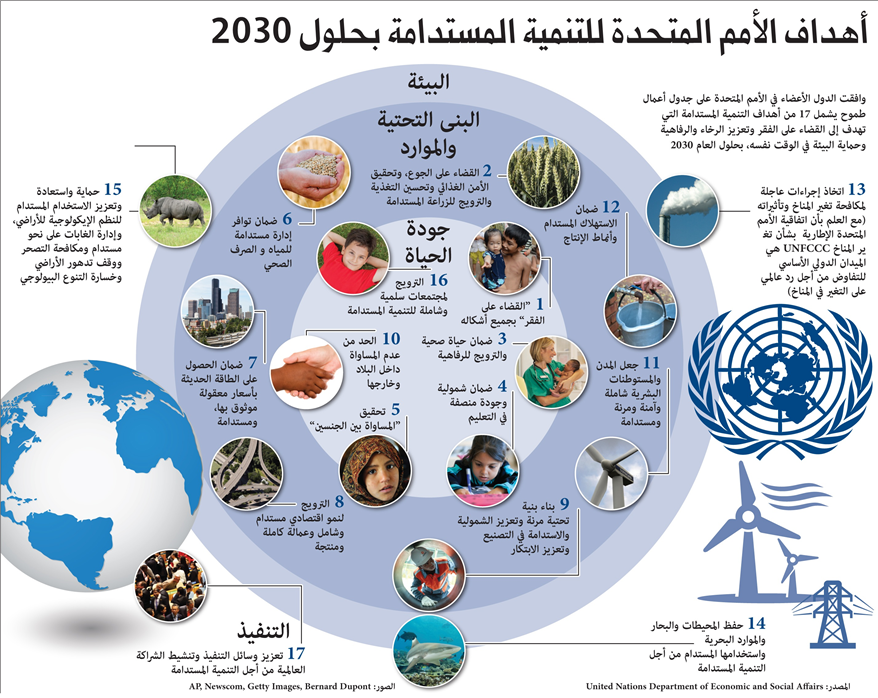 أهداف الأمم المتحدة للتنمية المستدامة بحلول 2030
وافقت الدول الأعضاء في الأمم المتحدة على جدول أعمال
طموح يشمل 17 من أهداف التنمية المستدامة التي
تهدف إلى القضاء على الفقر وتعزيز الرخاء والرفاهية
وحماية البيئة في الوقت نفسه، بحلول العام 2030
البيئة
البنى التحتية
والموارد
2 القضاء على الجوع، وتحقيق
الأمن الغذائي وتحسين التغذية
والترويج للزراعة المستدامة
13 اتخاذ إجراءات عاجلة
لمكافحة تغير المناخ وتأثيراته
(مع العلم بأن اتفاقية الأمم
المتحدة الإطارية بشأن تغ
ير المناخ UNFCCC هي
الميدان الدولي الأساسي
للتفاوض من أجل رد عالمي
على التغير في المناخ)
12 ضمان
الاستهلاك المستدام
وأنماط الإنتاج
6 ضمان توافر
إدارة مستدامة
للمياه و الصرف
الصحي
15 حماية واستعادة
وتعزيز الاستخدام المستدام
للنظم الإيكولوجية للأراضي،
وإدارة الغابات على نحو
مستدام ومكافحة التصحر
ووقف تدهور الأراضي
وخسارة التنوع البيولوجي
جودة
الحياة
1 "القضاء على
الفقر" بجميع أشكاله
16 الترويج
لمجتمعات سلمية
وشاملة للتنمية المستدامة
3 ضمان حياة صحية
والترويج للرفاهية
10 الحد من
عدم المساواة
داخل البلاد
وخارجها
11 جعل المدن
والمستوطنات
البشرية شاملة
وآمنة ومرنة
ومستدامة
7 ضمان الحصول
على الطاقة الحديثة
بأسعار معقولة
موثوق بها،
ومستدامة
4 ضمان شمولية
وجودة منصفة
في التعليم
5 تحقيق
"المساواة بين الجنسين"
9 بناء بنية
تحتية مرنة وتعزيز الشمولية
والاستدامة في التصنيع
وتعزيز الابتكار
8 الترويج
لنمو اقتصادي مستدام
وشامل وعمالة كاملة
ومنتجة
14 حفظ المحيطات والبحار
والموارد البحرية
واستخدامها المستدام من أجل
التنمية المستدامة
التنفيذ
17 تعزيز وسائل التنفيذ وتنشيط الشراكة
العالمية من أجل التنمية المستدامة
المصدر: United Nations Department of Economic and Social Affairs
الصور: AP, Newscom, Getty Images, Bernard Dupont